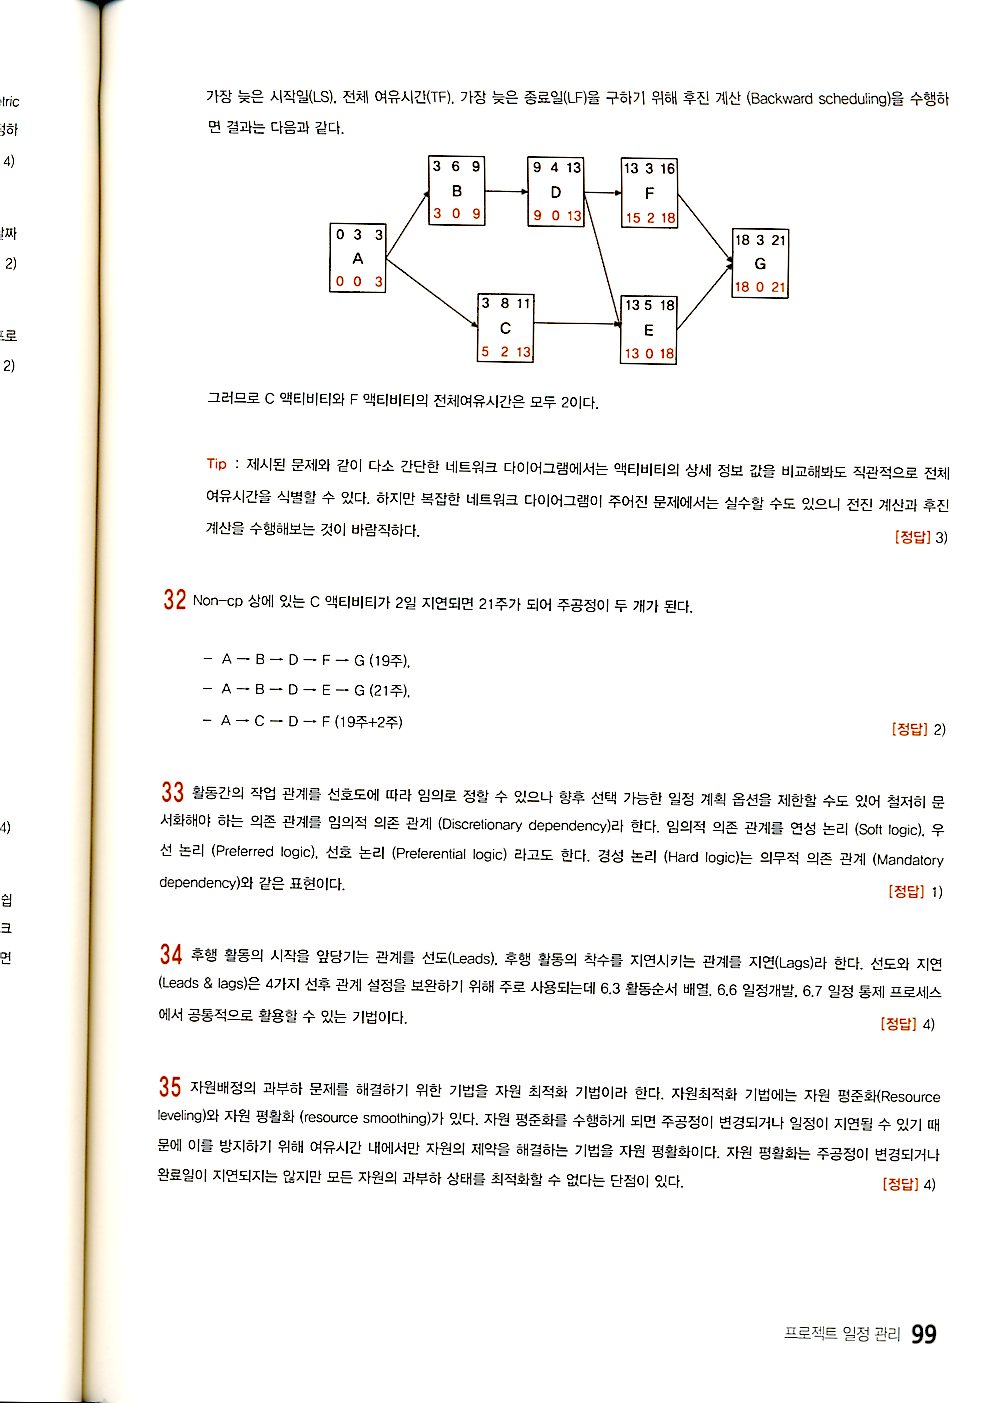 etric
4)
2)
2)
4)
쉽
크
면
가장 늦은 시작일(LS), 전체 여유시간(TF), 가장 늦은 종료일(LF)을 구하기 위해 후진 계산 (Backward scheduling)을 수행하
면 결과는 다음과 같다.
3 6 9
B
3 0 9
9 4 13
D
9 0 13
13 3 16
F
15 2 18
0 3 3
A
0 0 3
18 3 21
G
18 0 21
3 8 11
C
5 2 13
13 5 18
E
13 0 18
그러므로 C 액티비티와 F 액티비티의 전체여유시간은 모두 2이다.
Tip : 제시된 문제와 같이 다소 간단한 네트워크 다이어그램에서는 액티비티의 상세 정보 값을 비교해봐도 직관적으로 전체
여유시간을 식별할 수 있다. 하지만 복잡한 네트워크 다이어그램이 주어진 문제에서는 실수할 수도 있으니 전진 계산과 후진
계산을 수행해보는 것이 바람직하다. [정답] 3)
32 Non-cp 상에 있는 C 액티비티가 2일 지연되면 21주가 되어 주공정이 두 개가 된다.
- A → B → D → F → G (19주),
- A → B → D → E → G (21주),
- A → C → D → F (19주+2주) [정답] 2)
33 활동간의 작업 관계를 선호도에 따라 임의로 정할 수 있으나 향후 선택 가능한 일정 계획 옵션을 제한할 수도 있어 철저히 문
서화해야 하는 의존 관계를 임의적 의존 관계 (Discretionary dependency)라 한다. 임의적 의존 관계를 연성 논리 (Soft logic), 우
선 논리 (Preferred logic), 선호 논리 (Preferential logic) 라고도 한다. 경성 논리 (Hard logic)는 의무적 의존 관계 (Mandatory
dependency)와 같은 표현이다. [정답] 1)
34 후행 활동의 시작을 앞당기는 관계를 선도(Leads), 후행 활동의 착수를 지연시키는 관계를 지연(Lags)라 한다. 선도와 지연
(Leads & lags)은 4가지 선후 관계 설정을 보완하기 위해 주로 사용되는데 6.3 활동순서 배열, 6.6 일정개발, 6.7 일정 통제 프로세스
에서 공통적으로 활용할 수 있는 기법이다. [정답] 4)
35 자원배정의 과부하 문제를 해결하기 위한 기법을 자원 최적화 기법이라 한다. 자원최적화 기법에는 자원 평준화(Resource
leveling)와 자원 평활화 (resource smoothing)가 있다. 자원 평준화를 수행하게 되면 주공정이 변경되거나 일정이 지연될 수 있기 때
문에 이를 방지하기 위해 여유시간 내에서만 자원의 제약을 해결하는 기법을 자원 평활화이다. 자원 평활화는 주공정이 변경되거나
완료일이 지연되지는 않지만 모든 자원의 과부하 상태를 최적화할 수 없다는 단점이 있다. [정답] 4)
프로젝트 일정 관리 99